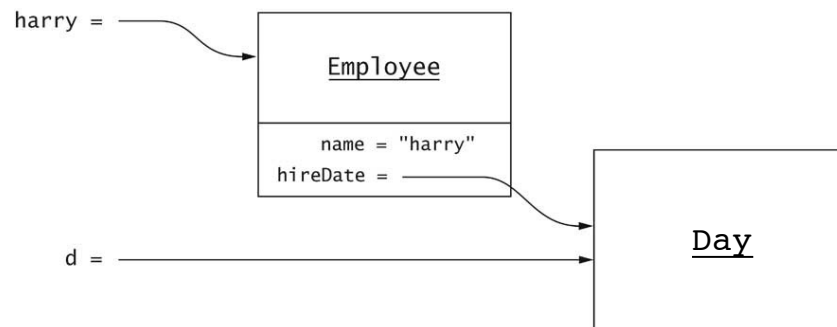 harry =
Employee
name = "harry"
hireDate =
Day
d =